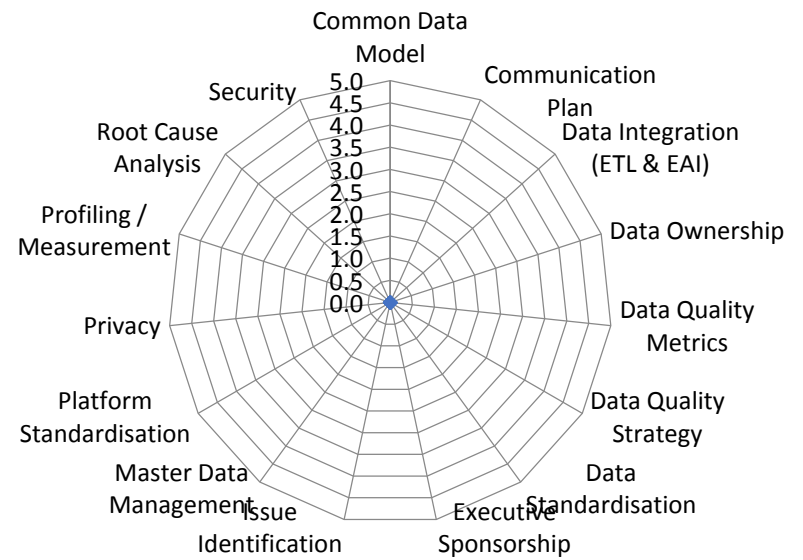 Common Data
Model
Communication
Plan
Data Integration
(ETL & EAI)
Data Ownership
Data Quality
Metrics
Data Quality
Strategy
Data
Standardisation
Executive
Sponsorship
Issue
Identification
Master Data
Management
Platform
Standardisation
Privacy
Profiling /
Measurement
Root Cause
Analysis
Security
5.0
4.5
4.0
3.5
3.0
2.5
2.0
1.5
1.0
0.5
0.0